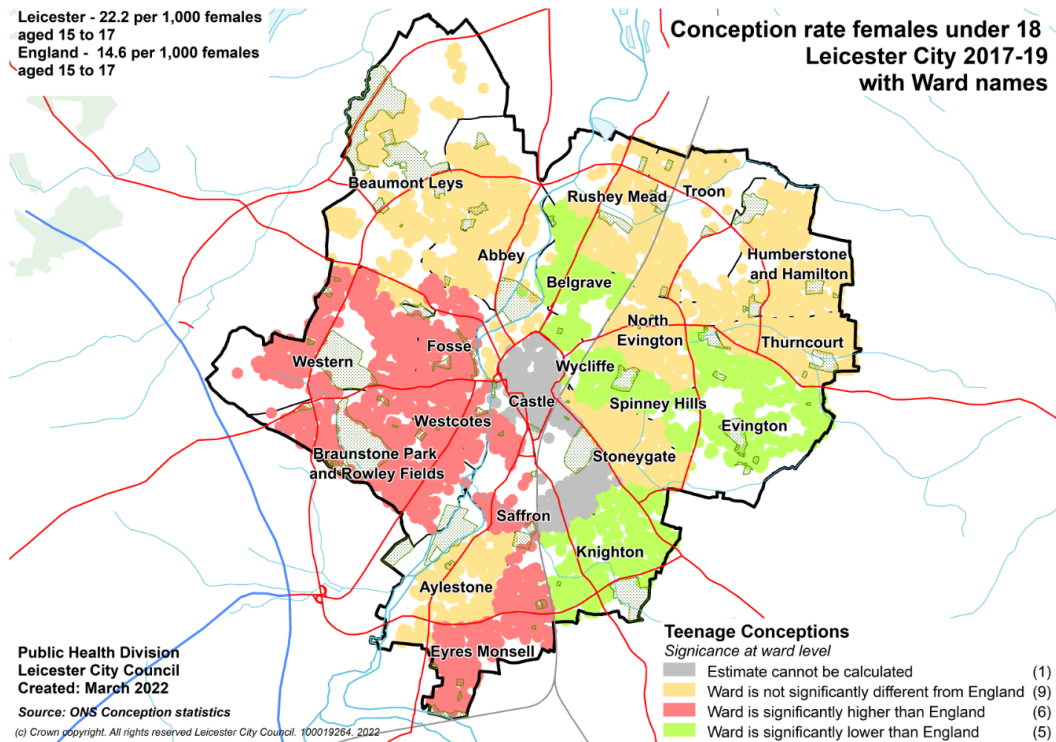 Leicester - 22.2 per 1,000 females
aged 15 to 17
England - 14.6 per 1,000 females
aged 15 to 17
Conception rate females under 18
Leicester City 2017-19
with Ward names
Beaumont Leys
Rushey Mead
Troon
Abbey
Humberstone
and Hamilton
Belgrave
North
Evington
Thurncourt
Fosse
Western
Wycliffe
Castle
Spinney Hills
Westcotes
Evington
Braunstone Park
and Rowley Fields
Stoneygate
Saffron
Knighton
Aylestone
Eyres Monsell
Public Health Division
Leicester City Council
Created: March 2022
Source: ONS Conception statistics
(c) Crown copyright. All rights reserved Leicester City Council. 100019264. 2022
Teenage Conceptions
Signicance at ward level
Estimate cannot be calculated (1)
Ward is not significantly different from England (9)
Ward is significantly higher than England (6)
Ward is significantly lower than England (5)